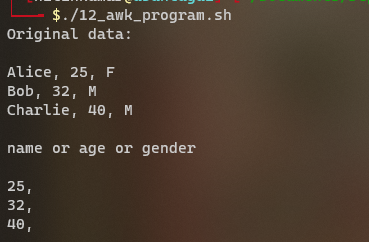 $./12_awk_program.sh
Original data:
Alice, 25, F
Bob, 32, M
Charlie, 40, M
name or age or gender
25,
32,
40,